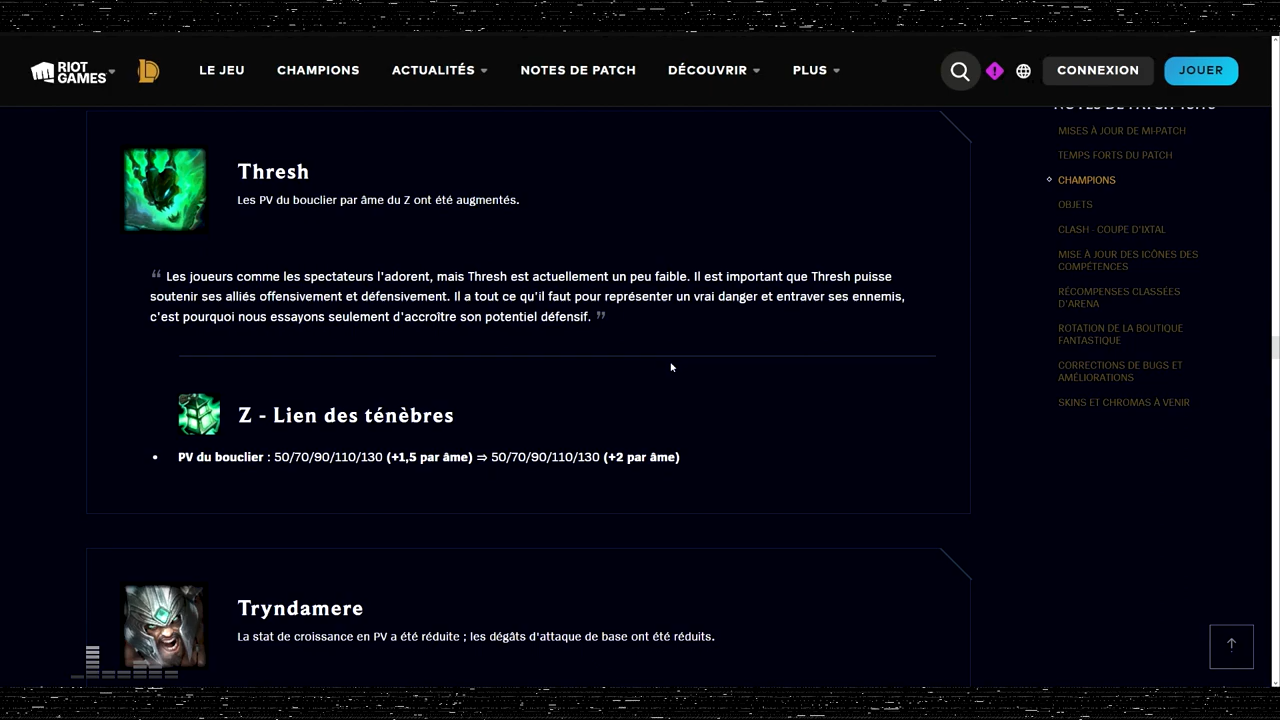 RIOT GAMES
LE JEU
CHAMPIONS
ACTUALITÉS
NOTES DE PATCH
DÉCOUVRIR
PLUS
CONNEXION
JOUER
Thresh
Les PV du bouclier par âme du Z ont été augmentés.
“ Les joueurs comme les spectateurs l'adorent, mais Thresh est actuellement un peu faible. Il est important que Thresh puisse
soutenir ses alliés offensivement et défensivement. Il a tout ce qu'il faut pour représenter un vrai danger et entraver ses ennemis,
c'est pourquoi nous essayons seulement d'accroître son potentiel défensif. ”
Z - Lien des ténèbres
• PV du bouclier : 50/70/90/110/130 (+1,5 par âme) ⇒ 50/70/90/110/130 (+2 par âme)
Tryndamere
La stat de croissance en PV a été réduite ; les dégâts d'attaque de base ont été réduits.
MISES À JOUR DE MI-PATCH
TEMPS FORTS DU PATCH
CHAMPIONS
OBJETS
CLASH - COUPE D'IXTAL
MISE À JOUR DES ICÔNES DES
COMPÉTENCES
RÉCOMPENSES CLASSÉES
D'ARENA
ROTATION DE LA BOUTIQUE
FANTASTIQUE
CORRECTIONS DE BUGS ET
AMÉLIORATIONS
SKINS ET CHROMAS À VENIR